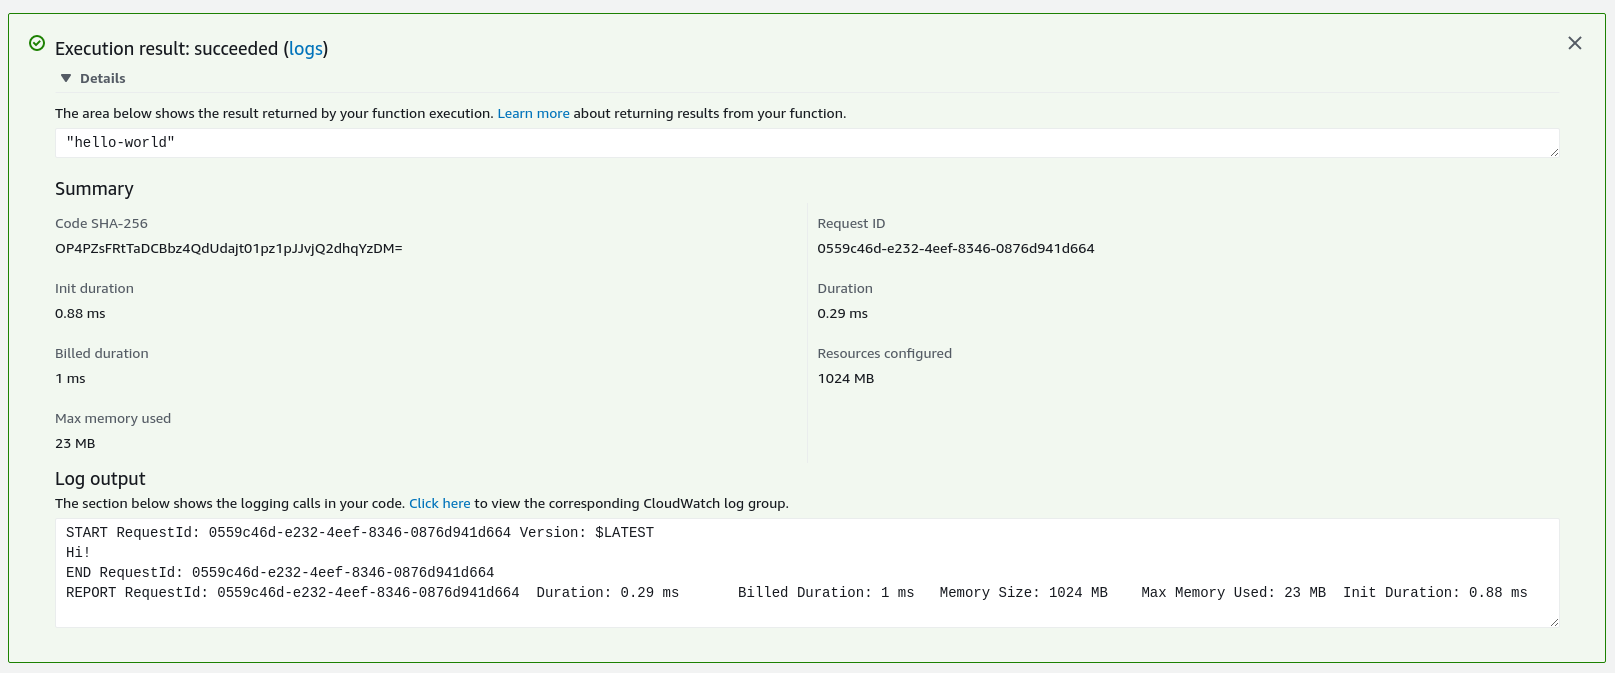 Execution result: succeeded (logs)
Details
The area below shows the result returned by your function execution. Learn more about returning results from your function.
"hello-world"
Summary
Code SHA-256
OP4PZsFRtTaDCBbz4QdUdajt01pz1pJJvjQ2dhqYzDM=
Request ID
0559c46d-e232-4eef-8346-0876d941d664
Init duration
0.88 ms
Duration
0.29 ms
Billed duration
1 ms
Resources configured
1024 MB
Max memory used
23 MB
Log output
The section below shows the logging calls in your code. Click here to view the corresponding CloudWatch log group.
START RequestId: 0559c46d-e232-4eef-8346-0876d941d664 Version: $LATEST
Hi!
END RequestId: 0559c46d-e232-4eef-8346-0876d941d664
REPORT RequestId: 0559c46d-e232-4eef-8346-0876d941d664  Duration: 0.29 ms       Billed Duration: 1 ms   Memory Size: 1024 MB    Max Memory Used: 23 MB  Init Duration: 0.88 ms